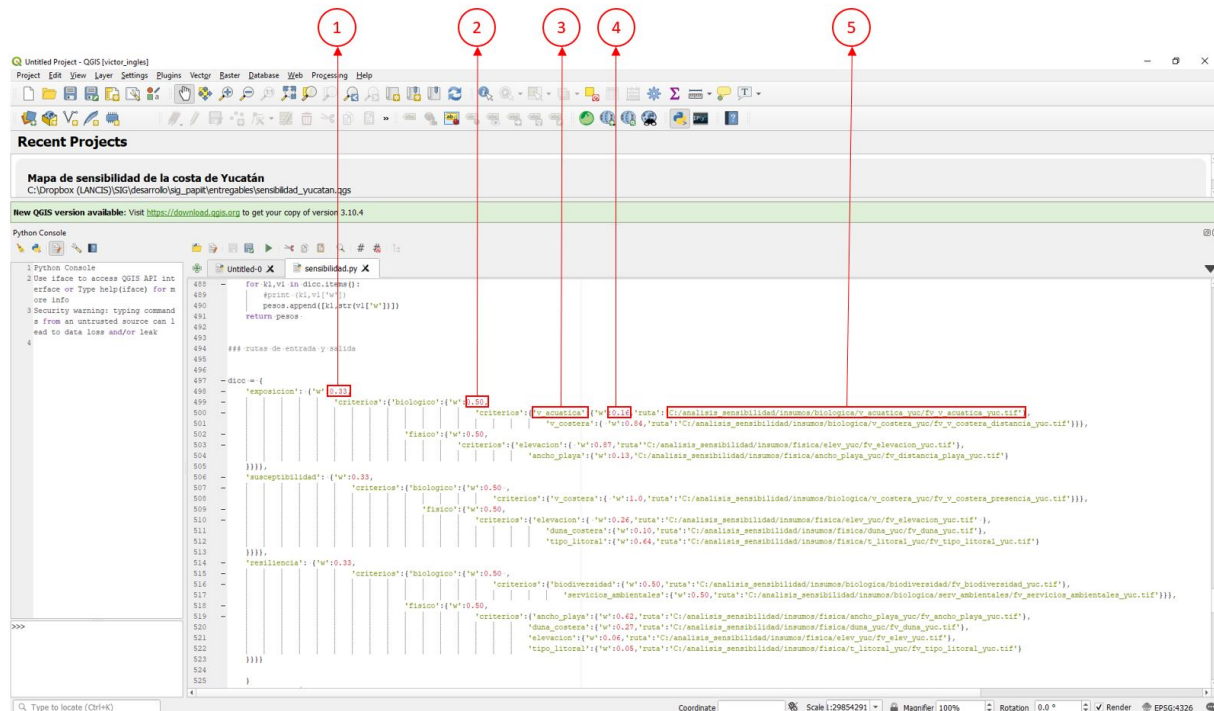 1 2 3 4 5
Untitled Project - QGIS [victor_ingles]
Project Edit View Layer Settings Plugins Vector Raster Database Web Processing Help
Recent Projects
Mapa de sensibilidad de la costa de Yucatán
C:\Dropbox (LANCIS)\SIG\desarrollo\sig_papiit\entregables\sensibilidad_yucatan.qgs
New QGIS version available: Visit https://download.qgis.org to get your copy of version 3.10.4
Python Console
Untitled-0 X sensibilidad.py X
1 Python Console
2 Use iface to access QGIS API int
erface or Type help(iface) for m
ore info
3 Security warning: typing command
s from an untrusted source can l
ead to data loss and/or leak
4
>>>
488 for k1,v1 in dicc.items():
489 #print (k1,v1['w'])
490 pesos.append([k1,str(v1['w'])])
491 return pesos
492
493
494 ### rutas de entrada y salida
495
496
497 dicc = {
498 'exposicion': {'w':0.33,
499 'criterios':{'biologico':{'w':0.50,
500 'criterios':{'v_acuatica':{'w':0.16,'ruta':'C:/analisis_sensibilidad/insumos/biologica/v_acuatica_yuc/fv_v_acuatica_yuc.tif'},
501 'v_costera':{ 'w':0.84,'ruta':'C:/analisis_sensibilidad/insumos/biologica/v_costera_yuc/fv_v_costera_distancia_yuc.tif'}}},
502 'fisico':{'w':0.50,
503 'criterios':{'elevacion':{ 'w':0.87,'ruta''C:/analisis_sensibilidad/insumos/fisica/elev_yuc/fv_elevacion_yuc.tif'},
504 'ancho_playa':{'w':0.13,'C:/analisis_sensibilidad/insumos/fisica/ancho_playa_yuc/fv_distancia_playa_yuc.tif'}
505 }}}},
506 'susceptibilidad': {'w':0.33,
507 'criterios':{'biologico':{'w':0.50 ,
508 'criterios':{'v_costera':{ 'w':1.0,'ruta':'C:/analisis_sensibilidad/insumos/biologica/v_costera_yuc/fv_v_costera_presencia_yuc.tif'}}},
509 'fisico':{'w':0.50,
510 'criterios':{'elevacion':{ 'w':0.26,'ruta':'C:/analisis_sensibilidad/insumos/fisica/elev_yuc/fv_elevacion_yuc.tif' },
511 'duna_costera':{'w':0.10,'ruta':'C:/analisis_sensibilidad/insumos/fisica/duna_yuc/fv_duna_yuc.tif'},
512 'tipo_litoral':{'w':0.64,'ruta':'C:/analisis_sensibilidad/insumos/fisica/t_litoral_yuc/fv_tipo_litoral_yuc.tif'}
513 }}}},
514 'resiliencia': {'w':0.33,
515 'criterios':{'biologico':{'w':0.50 ,
516 'criterios':{'biodiversidad':{'w':0.50,'ruta':'C:/analisis_sensibilidad/insumos/biologica/biodiversidad/fv_biodiversidad_yuc.tif'},
517 'servicios_ambientales':{'w':0.50,'ruta':'C:/analisis_sensibilidad/insumos/biologica/serv_ambientales/fv_servicios_ambientales_yuc.tif'}}},
518 'fisico':{'w':0.50,
519 'criterios':{'ancho_playa':{'w':0.62,'ruta':'C:/analisis_sensibilidad/insumos/fisica/ancho_playa_yuc/fv_ancho_playa_yuc.tif'},
520 'duna_costera':{'w':0.27,'ruta':'C:/analisis_sensibilidad/insumos/fisica/duna_yuc/fv_duna_yuc.tif'},
521 'elevacion':{'w':0.06,'ruta':'C:/analisis_sensibilidad/insumos/fisica/elev_yuc/fv_elev_yuc.tif'},
522 'tipo_litoral':{'w':0.05,'ruta':'C:/analisis_sensibilidad/insumos/fisica/t_litoral_yuc/fv_tipo_litoral_yuc.tif'}
523 }}}}
524
525 }
Type to locate (Ctrl+K) Coordinate Scale 1:29854291 Magnifier 100% Rotation 0.0 ° Render EPSG:4326